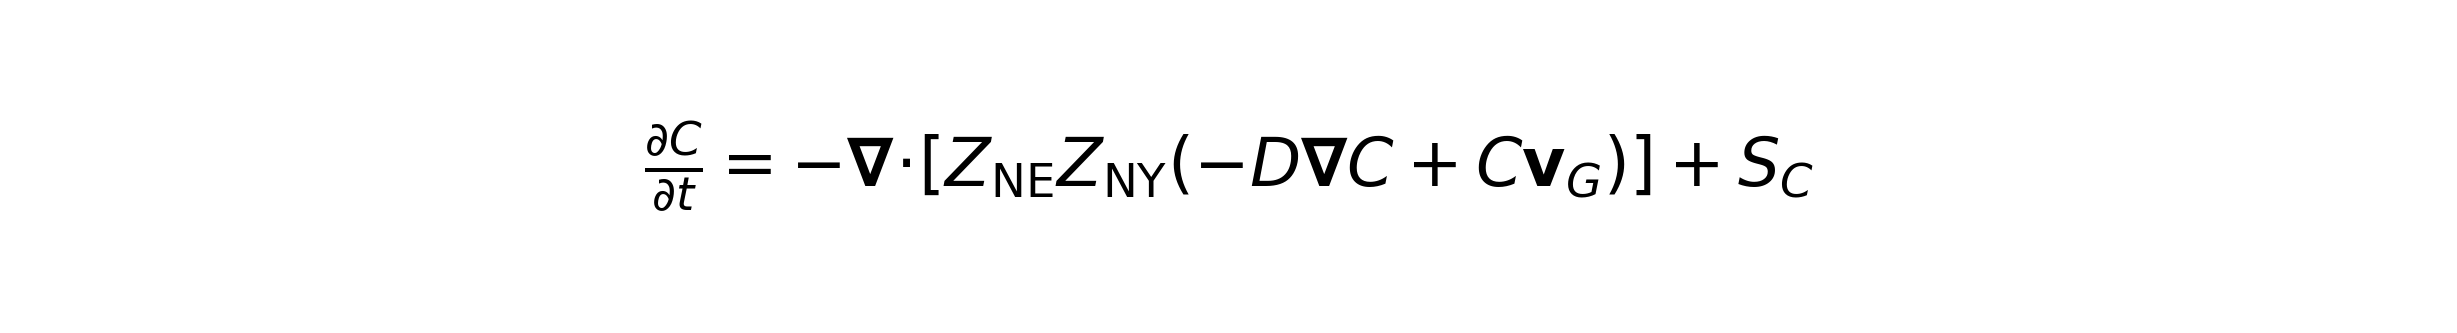 ∂C/∂t = −𝛁·[Z_NE Z_NY(−D𝛁C + C𝐯_G)] + S_C